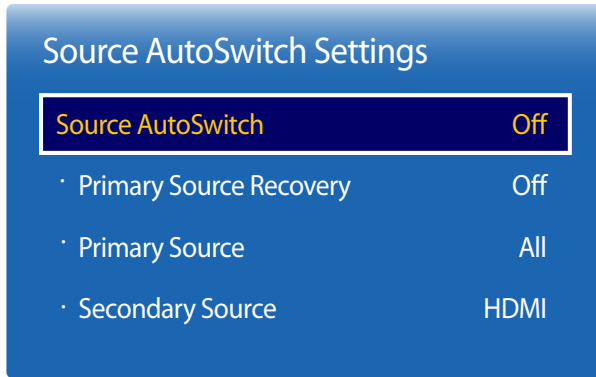 Source AutoSwitch Settings
Source AutoSwitch Off
· Primary Source Recovery Off
· Primary Source All
· Secondary Source HDMI